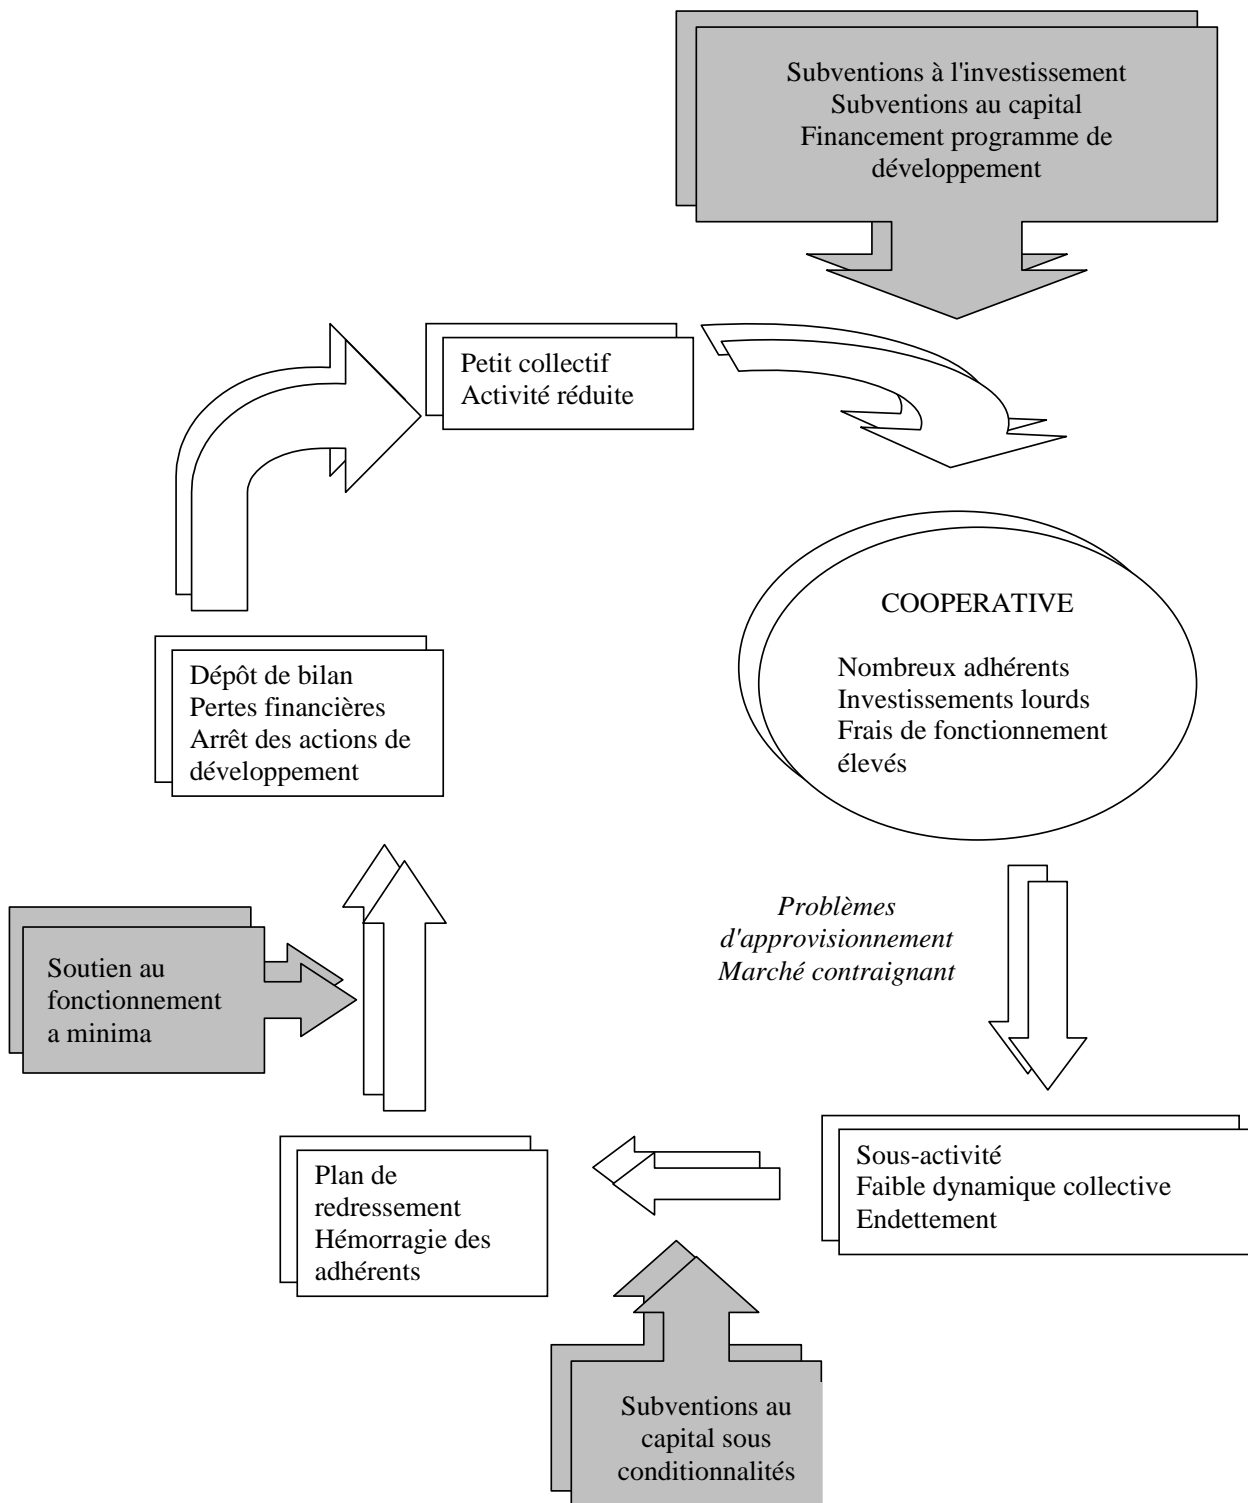 Subventions à l'investissement
Subventions au capital
Financement programme de
développement
Petit collectif
Activité réduite
COOPERATIVE
Nombreux adhérents
Investissements lourds
Frais de fonctionnement
élevés
Dépôt de bilan
Pertes financières
Arrêt des actions de
développement
Problèmes
d'approvisionnement
Marché contraignant
Soutien au
fonctionnement
a minima
Sous-activité
Faible dynamique collective
Endettement
Plan de
redressement
Hémorragie des
adhérents
Subventions au
capital sous
conditionnalités